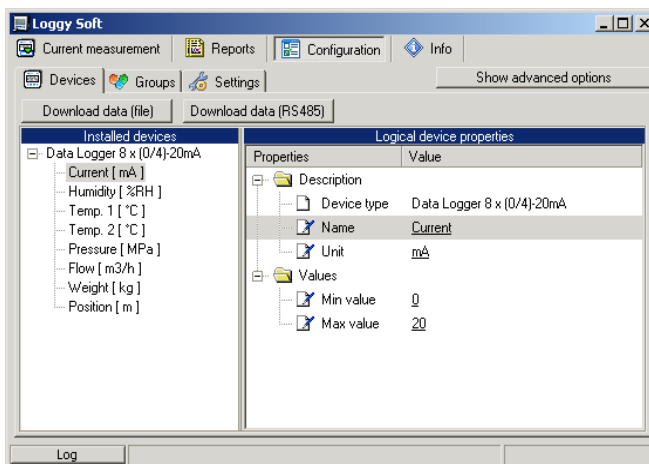 Loggy Soft
Current measurement Reports Configuration Info
Devices Groups Settings Show advanced options
Download data (file) Download data (RS485)
Installed devices
Data Logger 8 x (0/4)-20mA
Current [ mA ]
Humidity [ %RH ]
Temp. 1 [ °C ]
Temp. 2 [ °C ]
Pressure [ MPa ]
Flow [ m3/h ]
Weight [ kg ]
Position [ m ]
Logical device properties
Properties Value
Description
Device type Data Logger 8 x (0/4)-20mA
Name Current
Unit mA
Values
Min value 0
Max value 20
Log